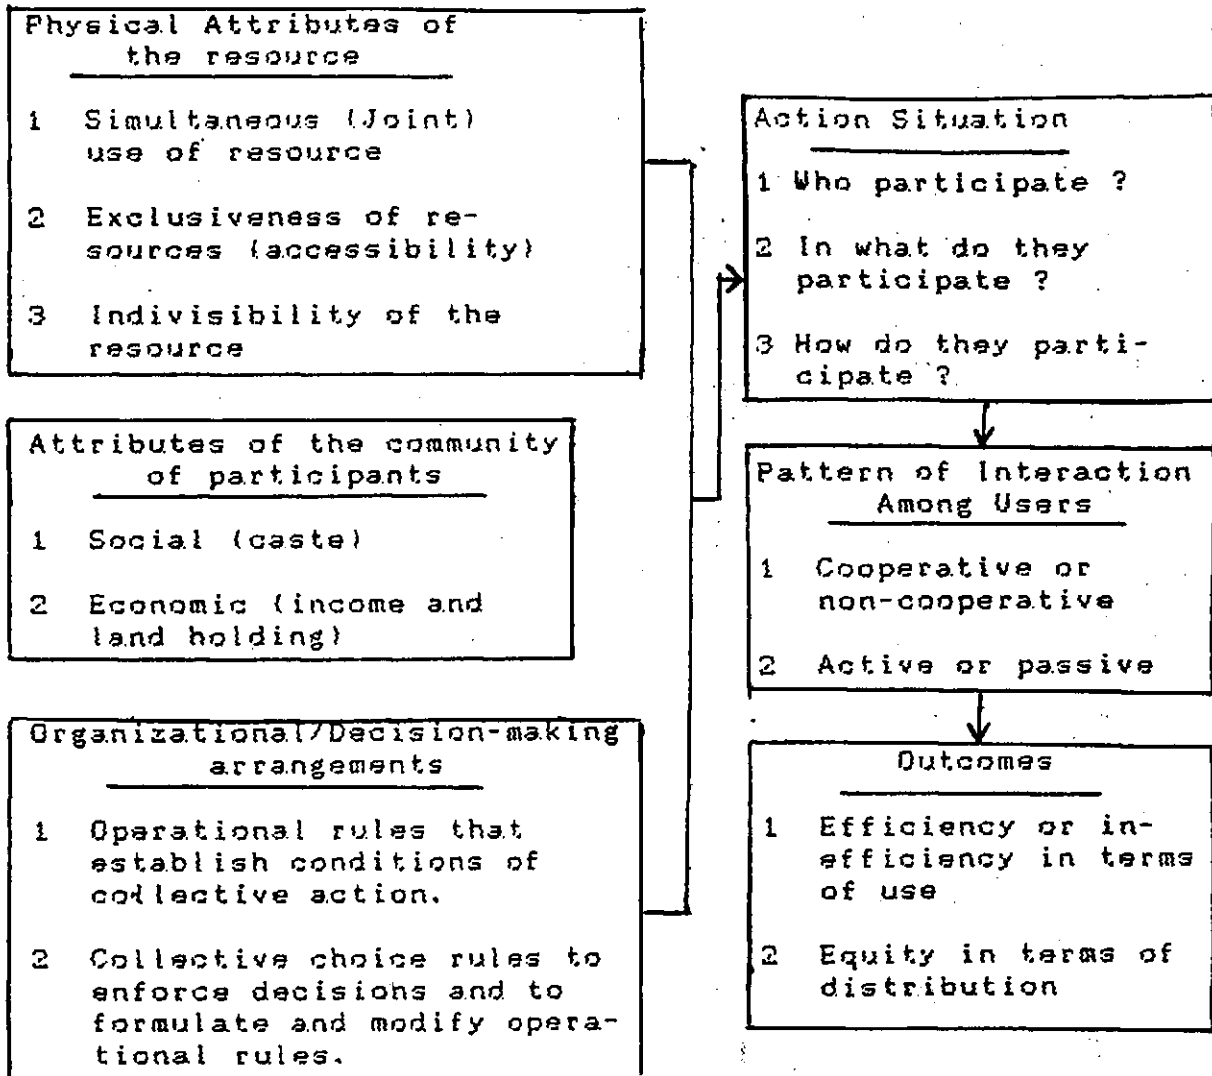 Physical Attributes of
the resource
1 Simultaneous (Joint)
use of resource
2 Exclusiveness of re-
sources (accessibility)
3 Indivisibility of the
resource
Attributes of the community
of participants
1 Social (caste)
2 Economic (income and
land holding)
Organizational/Decision-making
arrangements
1 Operational rules that
establish conditions of
collective action.
2 Collective choice rules to
enforce decisions and to
formulate and modify opera-
tional rules.
Action Situation
1 Who participate ?
2 In what do they
participate ?
3 How do they parti-
cipate ?
Pattern of Interaction
Among Users
1 Cooperative or
non-cooperative
2 Active or passive
Outcomes
1 Efficiency or in-
efficiency in terms
of use
2 Equity in terms of
distribution